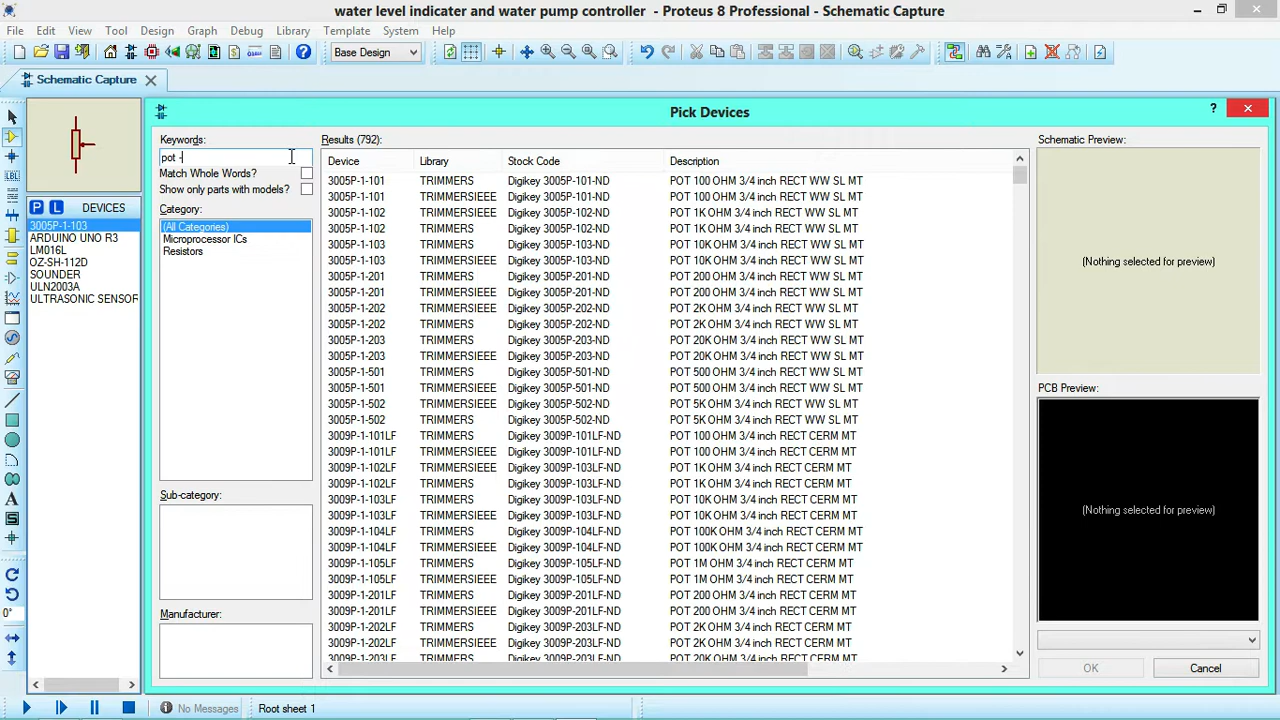 water level indicater and water pump controller - Proteus 8 Professional - Schematic Capture
File Edit View Tool Design Graph Debug Library Template System Help
Base Design
Schematic Capture
Pick Devices
?
Keywords:
pot -
Match Whole Words?
Show only parts with models?
Category:
(All Categories)
Microprocessor ICs
Resistors
Sub-category:
Manufacturer:
P L DEVICES
3005P-1-103
ARDUINO UNO R3
LM016L
OZ-SH-112D
SOUNDER
ULN2003A
ULTRASONIC SENSOR
A
0°
Results (792):
Device Library Stock Code Description
3005P-1-101 TRIMMERS Digikey 3005P-101-ND POT 100 OHM 3/4 inch RECT WW SL MT
3005P-1-101 TRIMMERSIEEE Digikey 3005P-101-ND POT 100 OHM 3/4 inch RECT WW SL MT
3005P-1-102 TRIMMERSIEEE Digikey 3005P-102-ND POT 1K OHM 3/4 inch RECT WW SL MT
3005P-1-102 TRIMMERS Digikey 3005P-102-ND POT 1K OHM 3/4 inch RECT WW SL MT
3005P-1-103 TRIMMERS Digikey 3005P-103-ND POT 10K OHM 3/4 inch RECT WW SL MT
3005P-1-103 TRIMMERSIEEE Digikey 3005P-103-ND POT 10K OHM 3/4 inch RECT WW SL MT
3005P-1-201 TRIMMERS Digikey 3005P-201-ND POT 200 OHM 3/4 inch RECT WW SL MT
3005P-1-201 TRIMMERSIEEE Digikey 3005P-201-ND POT 200 OHM 3/4 inch RECT WW SL MT
3005P-1-202 TRIMMERSIEEE Digikey 3005P-202-ND POT 2K OHM 3/4 inch RECT WW SL MT
3005P-1-202 TRIMMERS Digikey 3005P-202-ND POT 2K OHM 3/4 inch RECT WW SL MT
3005P-1-203 TRIMMERS Digikey 3005P-203-ND POT 20K OHM 3/4 inch RECT WW SL MT
3005P-1-203 TRIMMERSIEEE Digikey 3005P-203-ND POT 20K OHM 3/4 inch RECT WW SL MT
3005P-1-501 TRIMMERS Digikey 3005P-501-ND POT 500 OHM 3/4 inch RECT WW SL MT
3005P-1-501 TRIMMERSIEEE Digikey 3005P-501-ND POT 500 OHM 3/4 inch RECT WW SL MT
3005P-1-502 TRIMMERSIEEE Digikey 3005P-502-ND POT 5K OHM 3/4 inch RECT WW SL MT
3005P-1-502 TRIMMERS Digikey 3005P-502-ND POT 5K OHM 3/4 inch RECT WW SL MT
3009P-1-101LF TRIMMERS Digikey 3009P-101LF-ND POT 100 OHM 3/4 inch RECT CERM MT
3009P-1-101LF TRIMMERSIEEE Digikey 3009P-101LF-ND POT 100 OHM 3/4 inch RECT CERM MT
3009P-1-102LF TRIMMERSIEEE Digikey 3009P-102LF-ND POT 1K OHM 3/4 inch RECT CERM MT
3009P-1-102LF TRIMMERS Digikey 3009P-102LF-ND POT 1K OHM 3/4 inch RECT CERM MT
3009P-1-103LF TRIMMERS Digikey 3009P-103LF-ND POT 10K OHM 3/4 inch RECT CERM MT
3009P-1-103LF TRIMMERSIEEE Digikey 3009P-103LF-ND POT 10K OHM 3/4 inch RECT CERM MT
3009P-1-104LF TRIMMERS Digikey 3009P-104LF-ND POT 100K OHM 3/4 inch RECT CERM MT
3009P-1-104LF TRIMMERSIEEE Digikey 3009P-104LF-ND POT 100K OHM 3/4 inch RECT CERM MT
3009P-1-105LF TRIMMERS Digikey 3009P-105LF-ND POT 1M OHM 3/4 inch RECT CERM MT
3009P-1-105LF TRIMMERSIEEE Digikey 3009P-105LF-ND POT 1M OHM 3/4 inch RECT CERM MT
3009P-1-201LF TRIMMERS Digikey 3009P-201LF-ND POT 200 OHM 3/4 inch RECT CERM MT
3009P-1-201LF TRIMMERSIEEE Digikey 3009P-201LF-ND POT 200 OHM 3/4 inch RECT CERM MT
3009P-1-202LF TRIMMERS Digikey 3009P-203LF-ND POT 2K OHM 3/4 inch RECT CERM MT
3009P-1-202LF TRIMMERSIEEE Digikey 3009P-203LF-ND POT 2K OHM 3/4 inch RECT CERM MT
3009P-1-203LF TRIMMERS Digikey 3009P-203LF-ND POT 20K OHM 3/4 inch RECT CERM MT
Schematic Preview:
(Nothing selected for preview)
PCB Preview:
(Nothing selected for preview)
OK Cancel
No Messages Root sheet 1